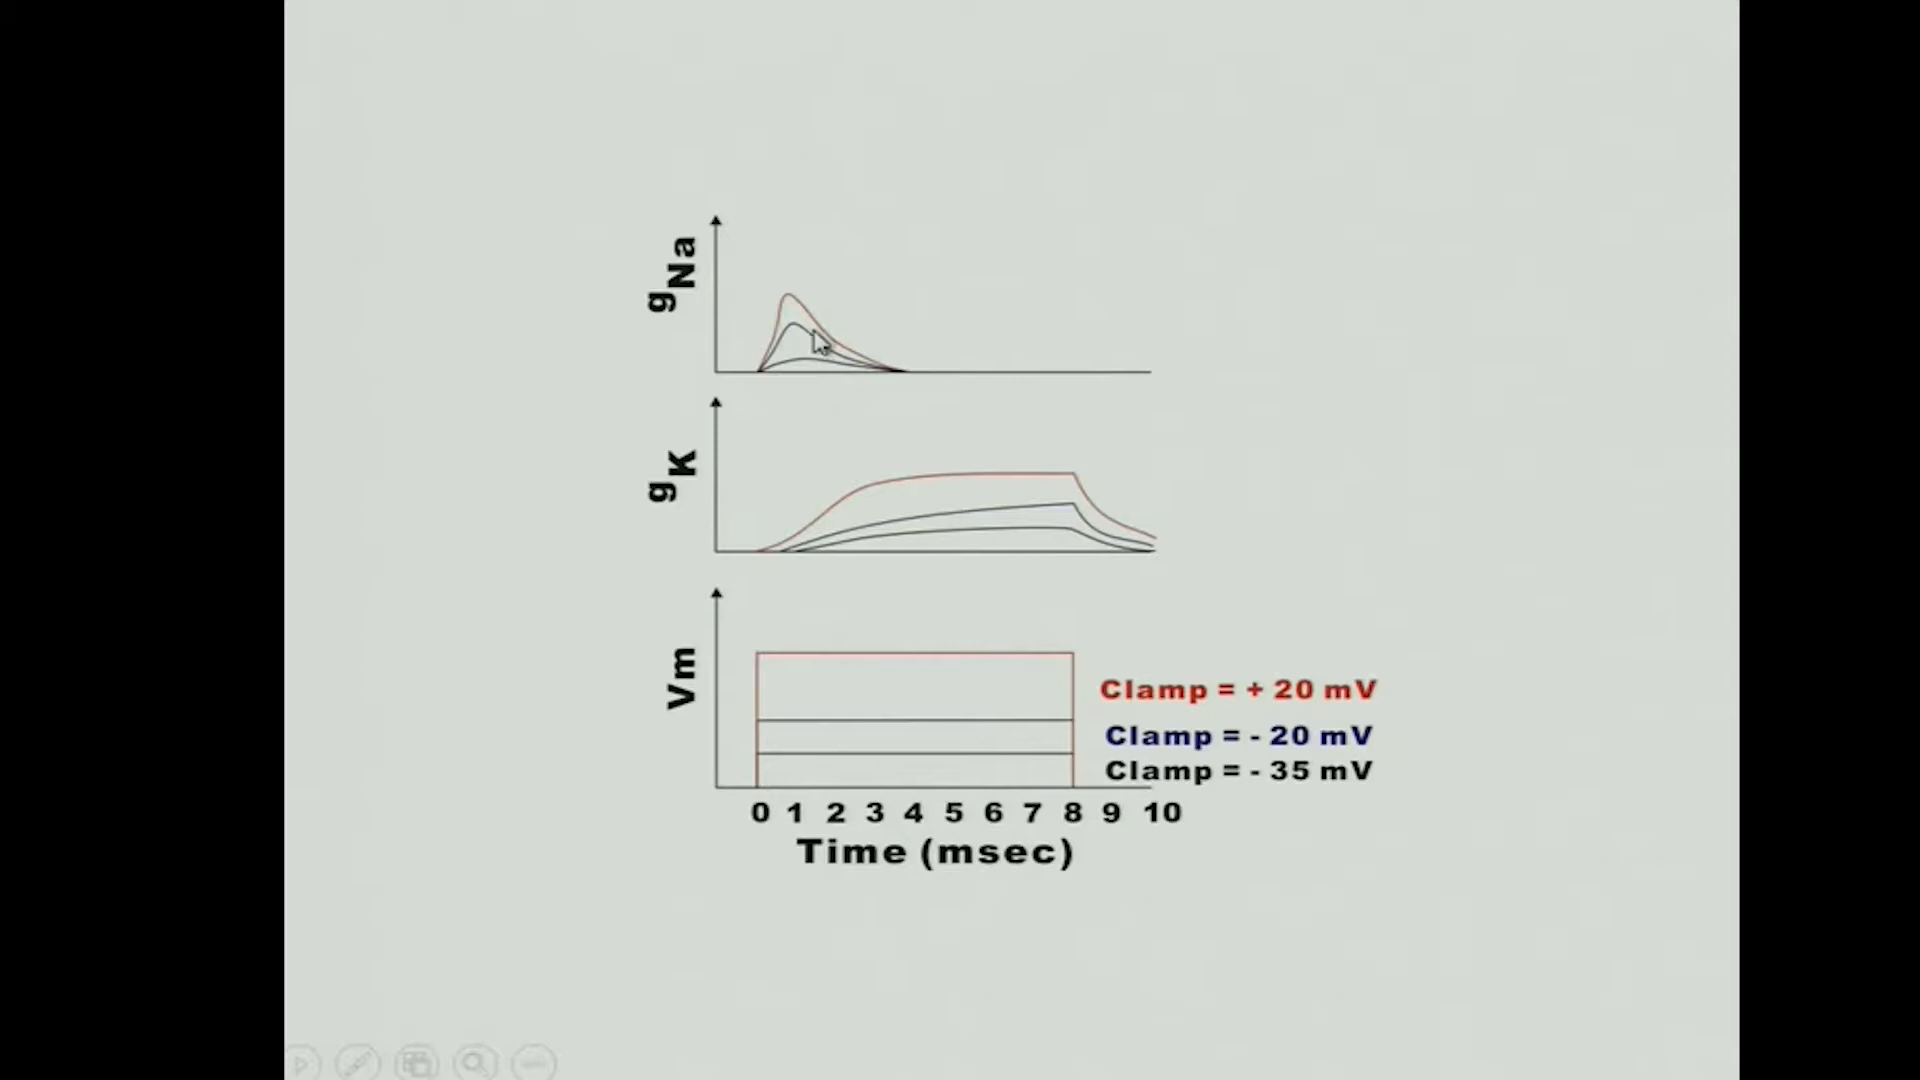 gNa
gK
Vm
Clamp = + 20 mV
Clamp = - 20 mV
Clamp = - 35 mV
0 1 2 3 4 5 6 7 8 9 10
Time (msec)